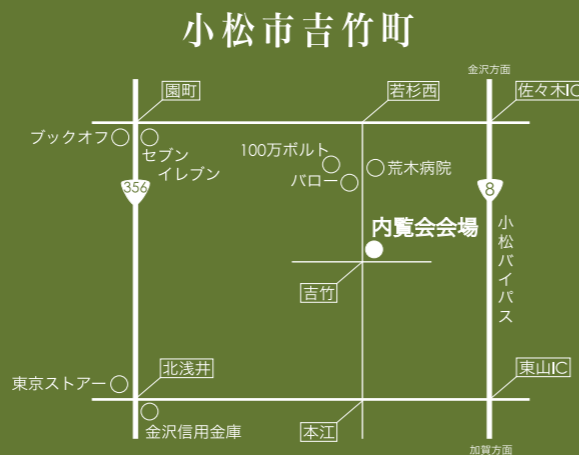 小松市吉竹町
金沢方面
園町
若杉西
佐々木IC
ブックオフ
セブン
イレブン
100万ボルト
バロー
荒木病院
356
8
内覧会会場
小松バイパス
吉竹
東京ストアー
北浅井
東山IC
金沢信用金庫
本江
加賀方面